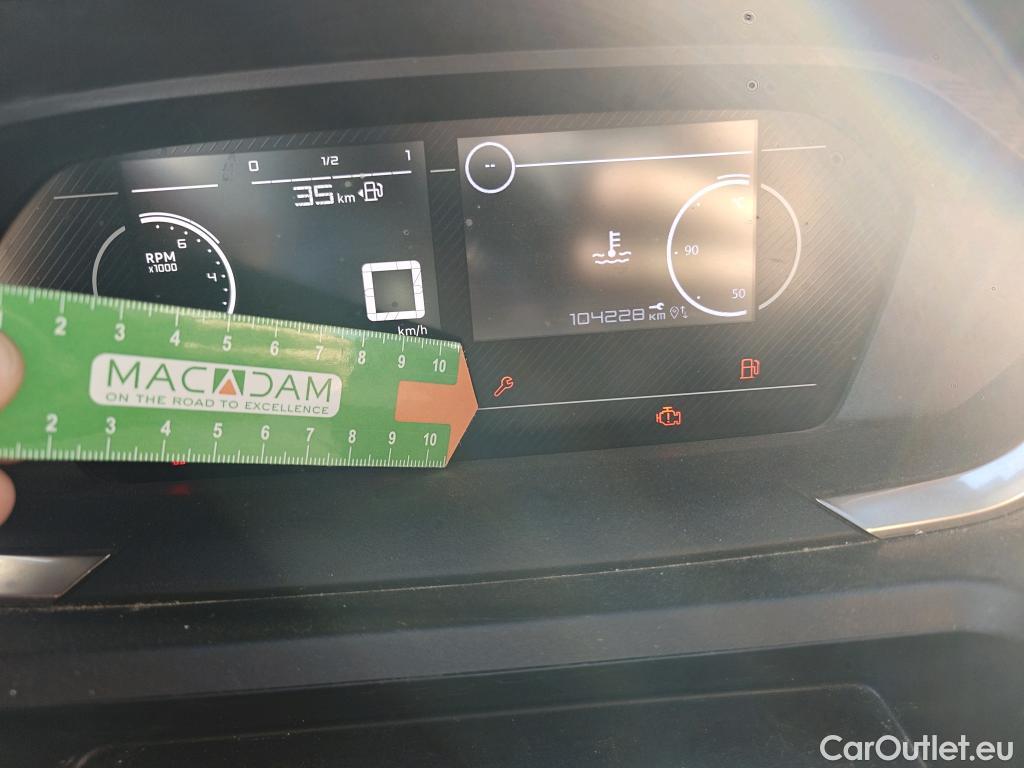 0 1/2 1
35 km
6
RPM
x1000
4
0
km/h
--
°C
90
50
104228 KM
2 3 4 5 6 7 8 9 10
MACADAM
ON THE ROAD TO EXCELLENCE
2 3 4 5 6 7 8 9 10
CarOutlet.eu